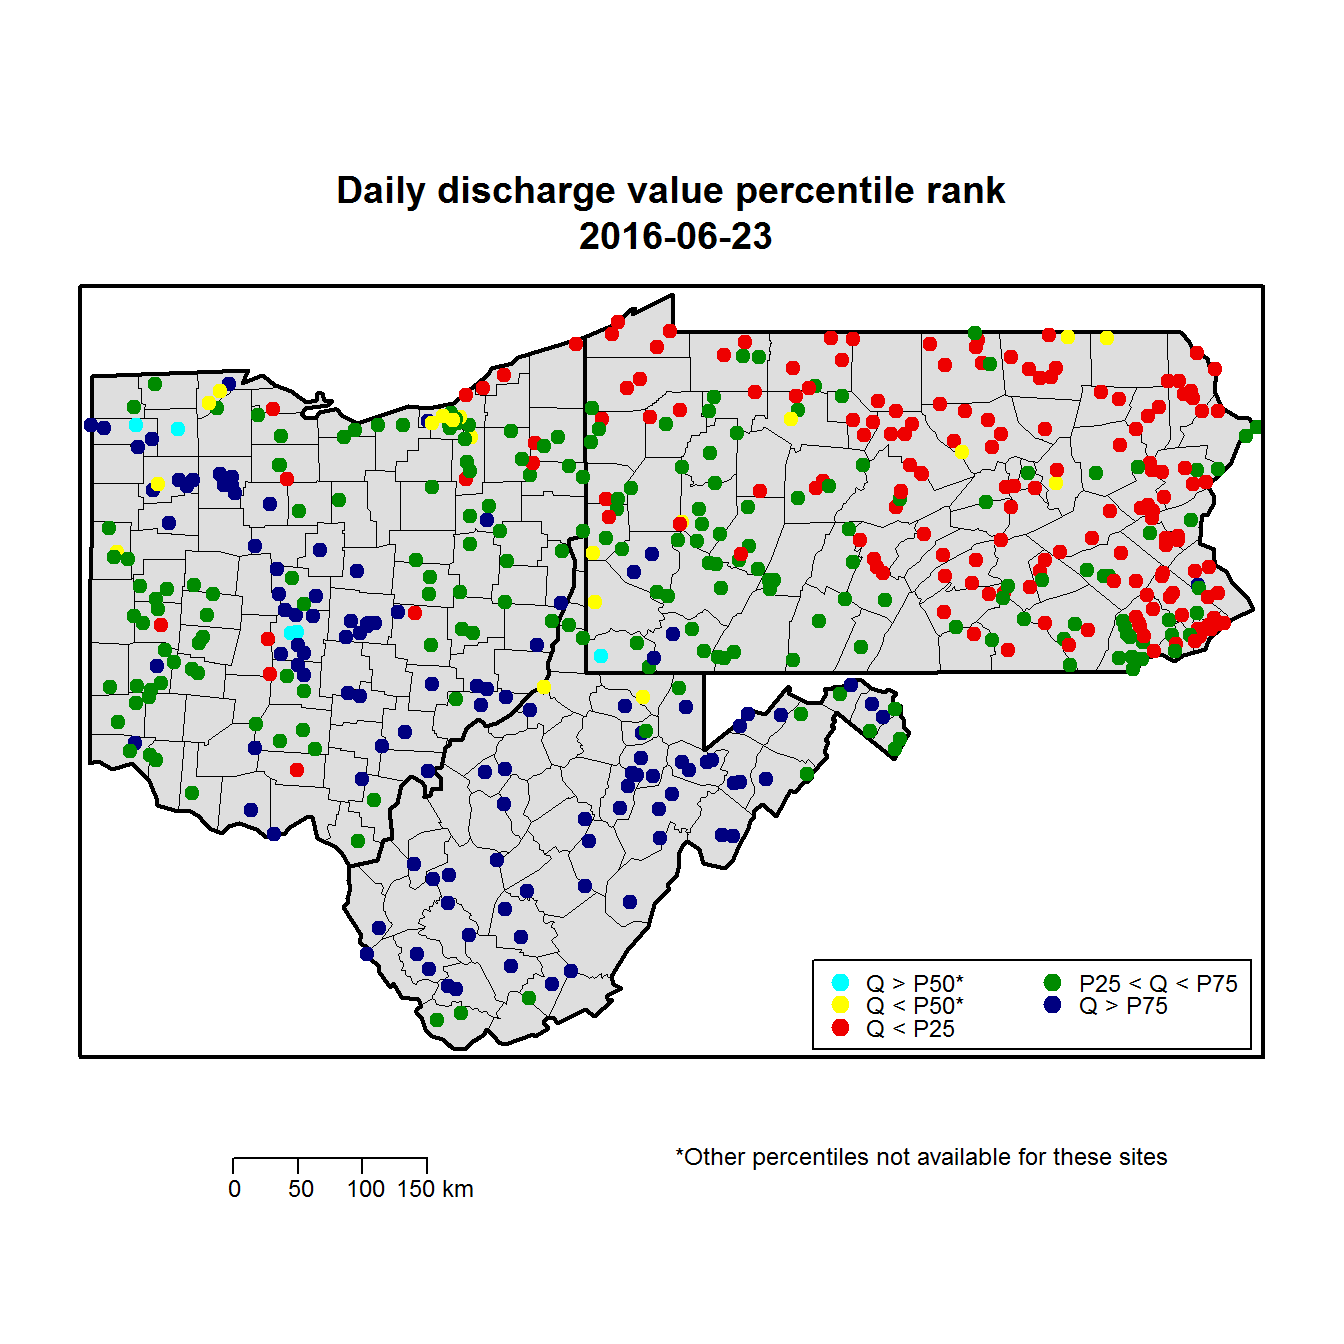 Daily discharge value percentile rank
2016-06-23
Q > P50*
Q < P50*
Q < P25
P25 < Q < P75
Q > P75
0 50 100 150 km
*Other percentiles not available for these sites